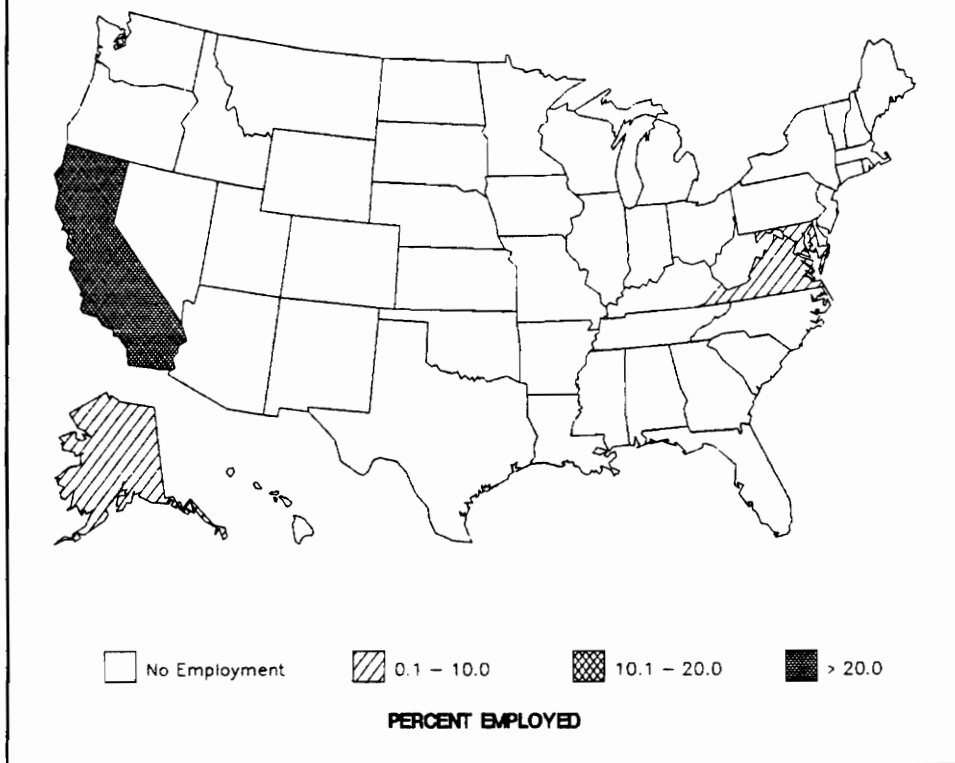 No Employment 0.1 – 10.0 10.1 – 20.0 > 20.0
PERCENT EMPLOYED